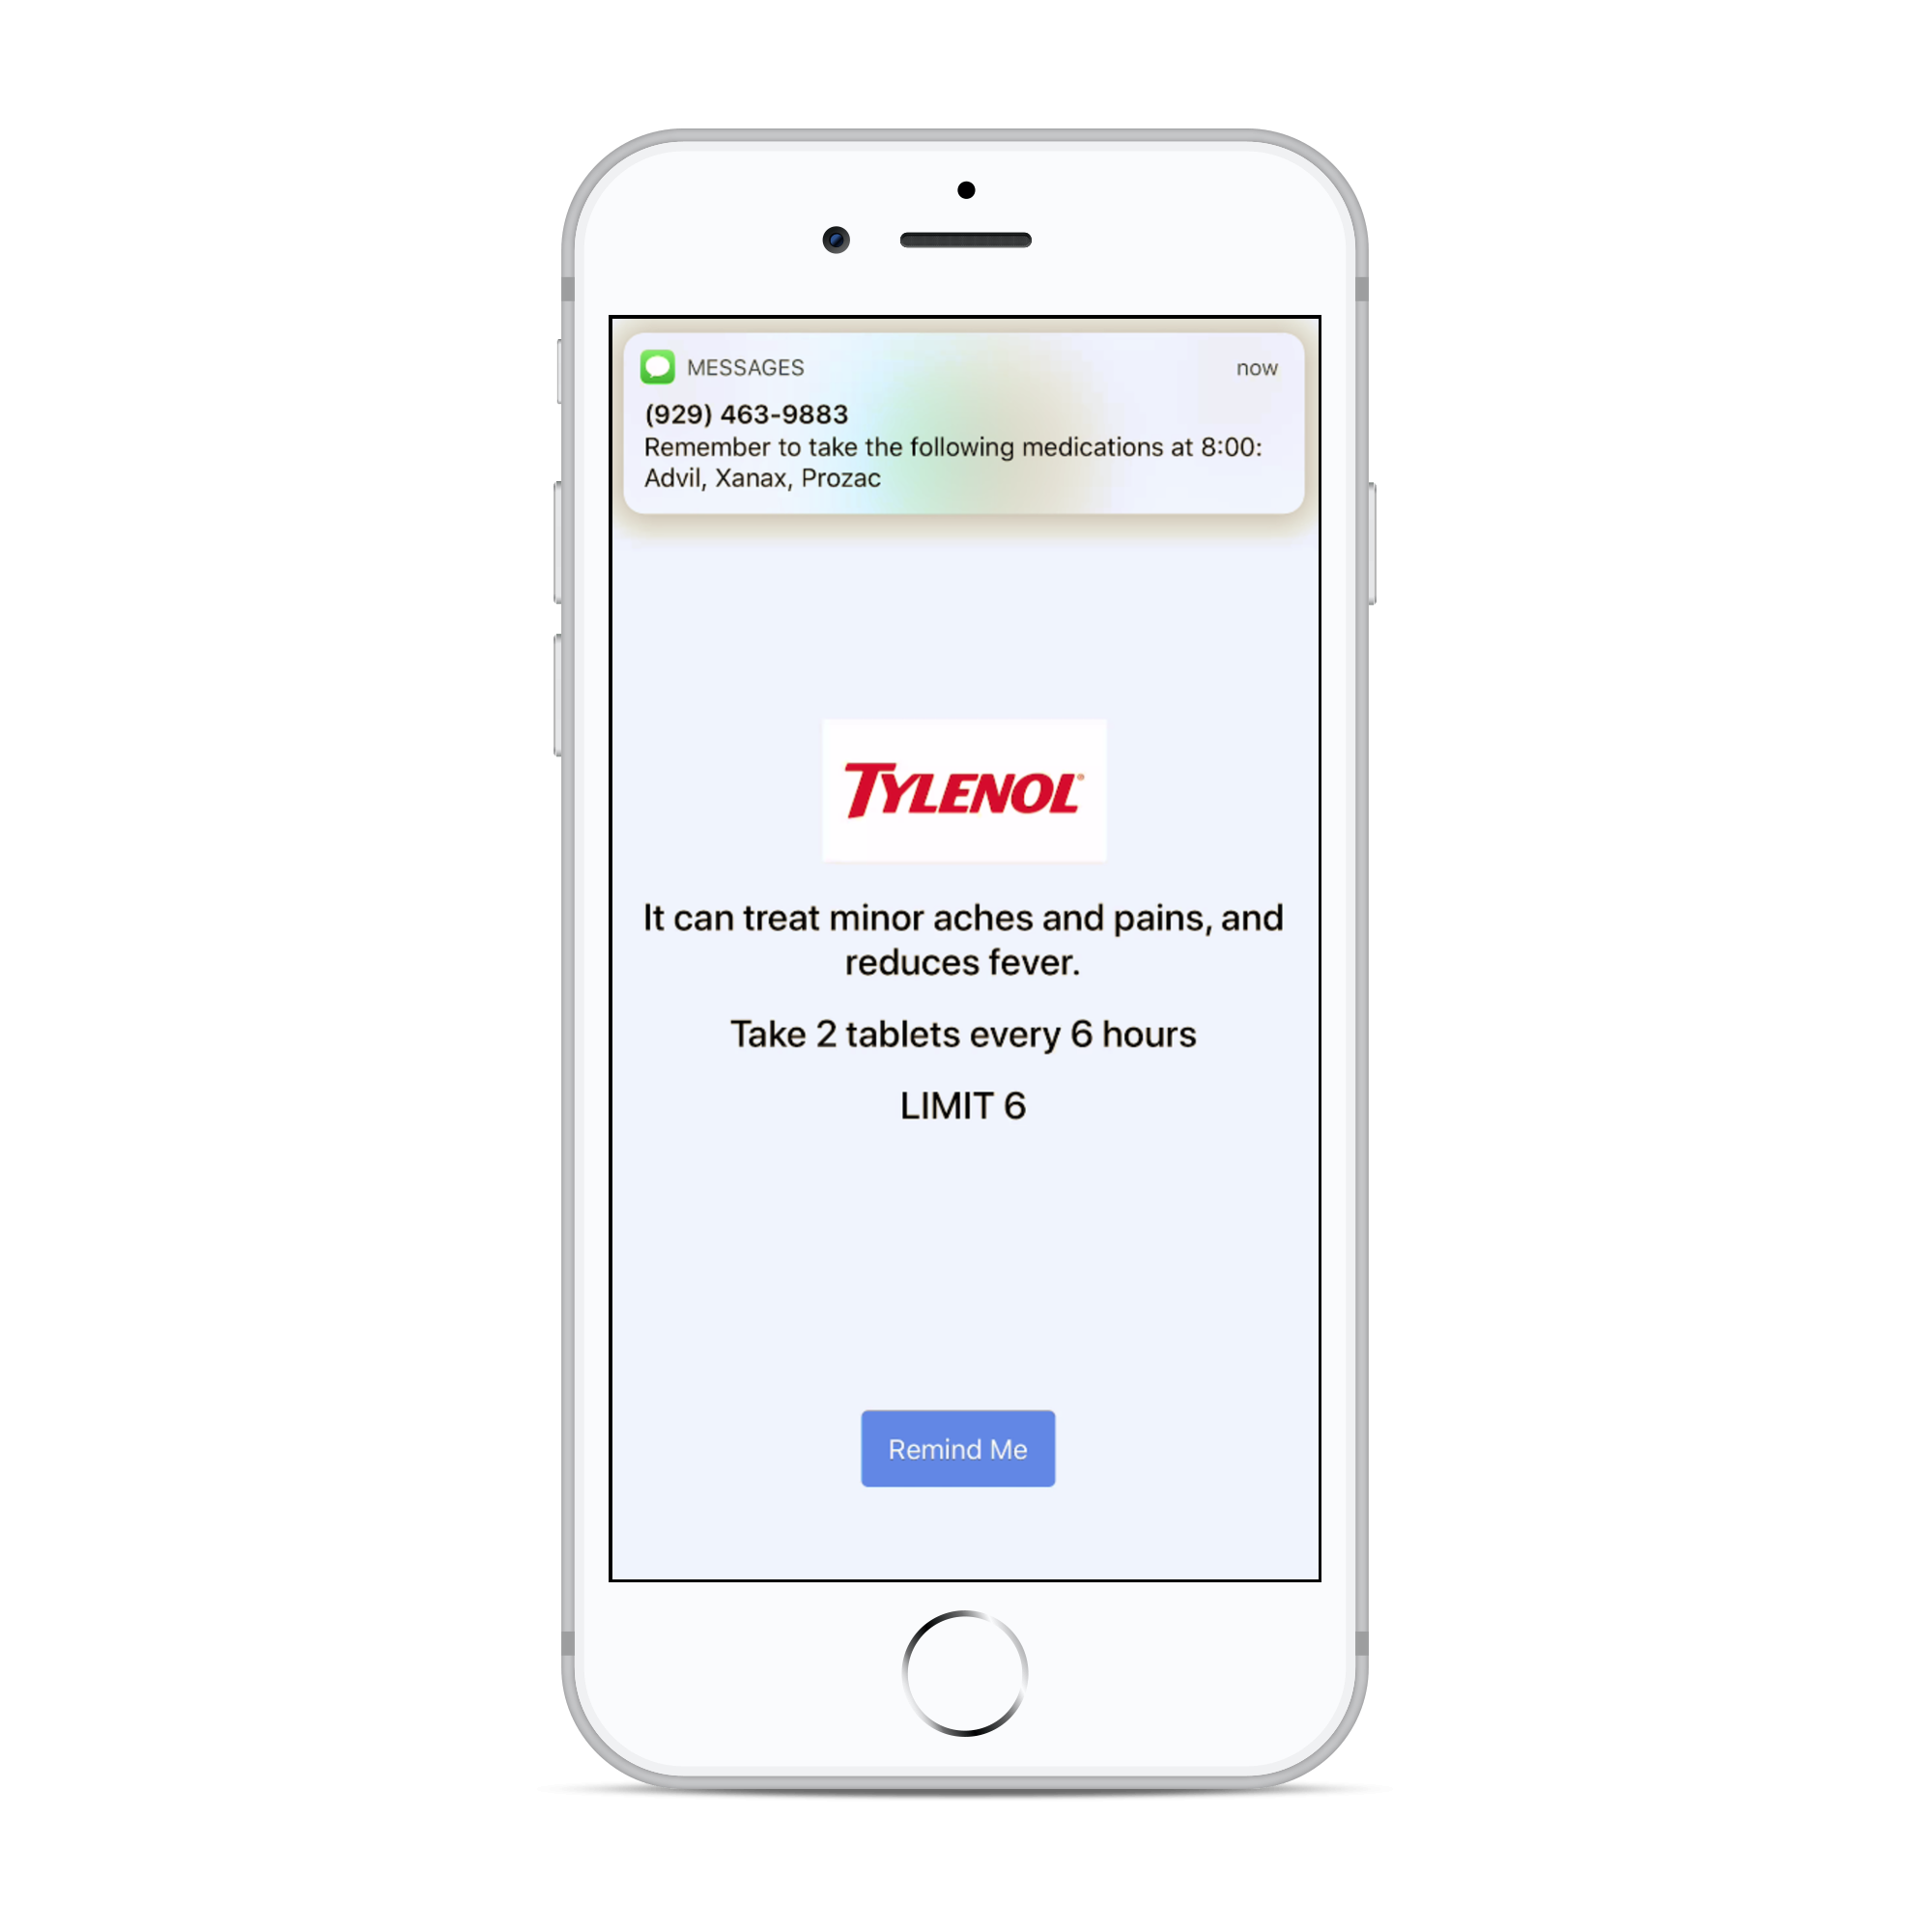 MESSAGES now
(929) 463-9883
Remember to take the following medications at 8:00:
Advil, Xanax, Prozac
TYLENOL®
It can treat minor aches and pains, and
reduces fever.
Take 2 tablets every 6 hours
LIMIT 6
Remind Me